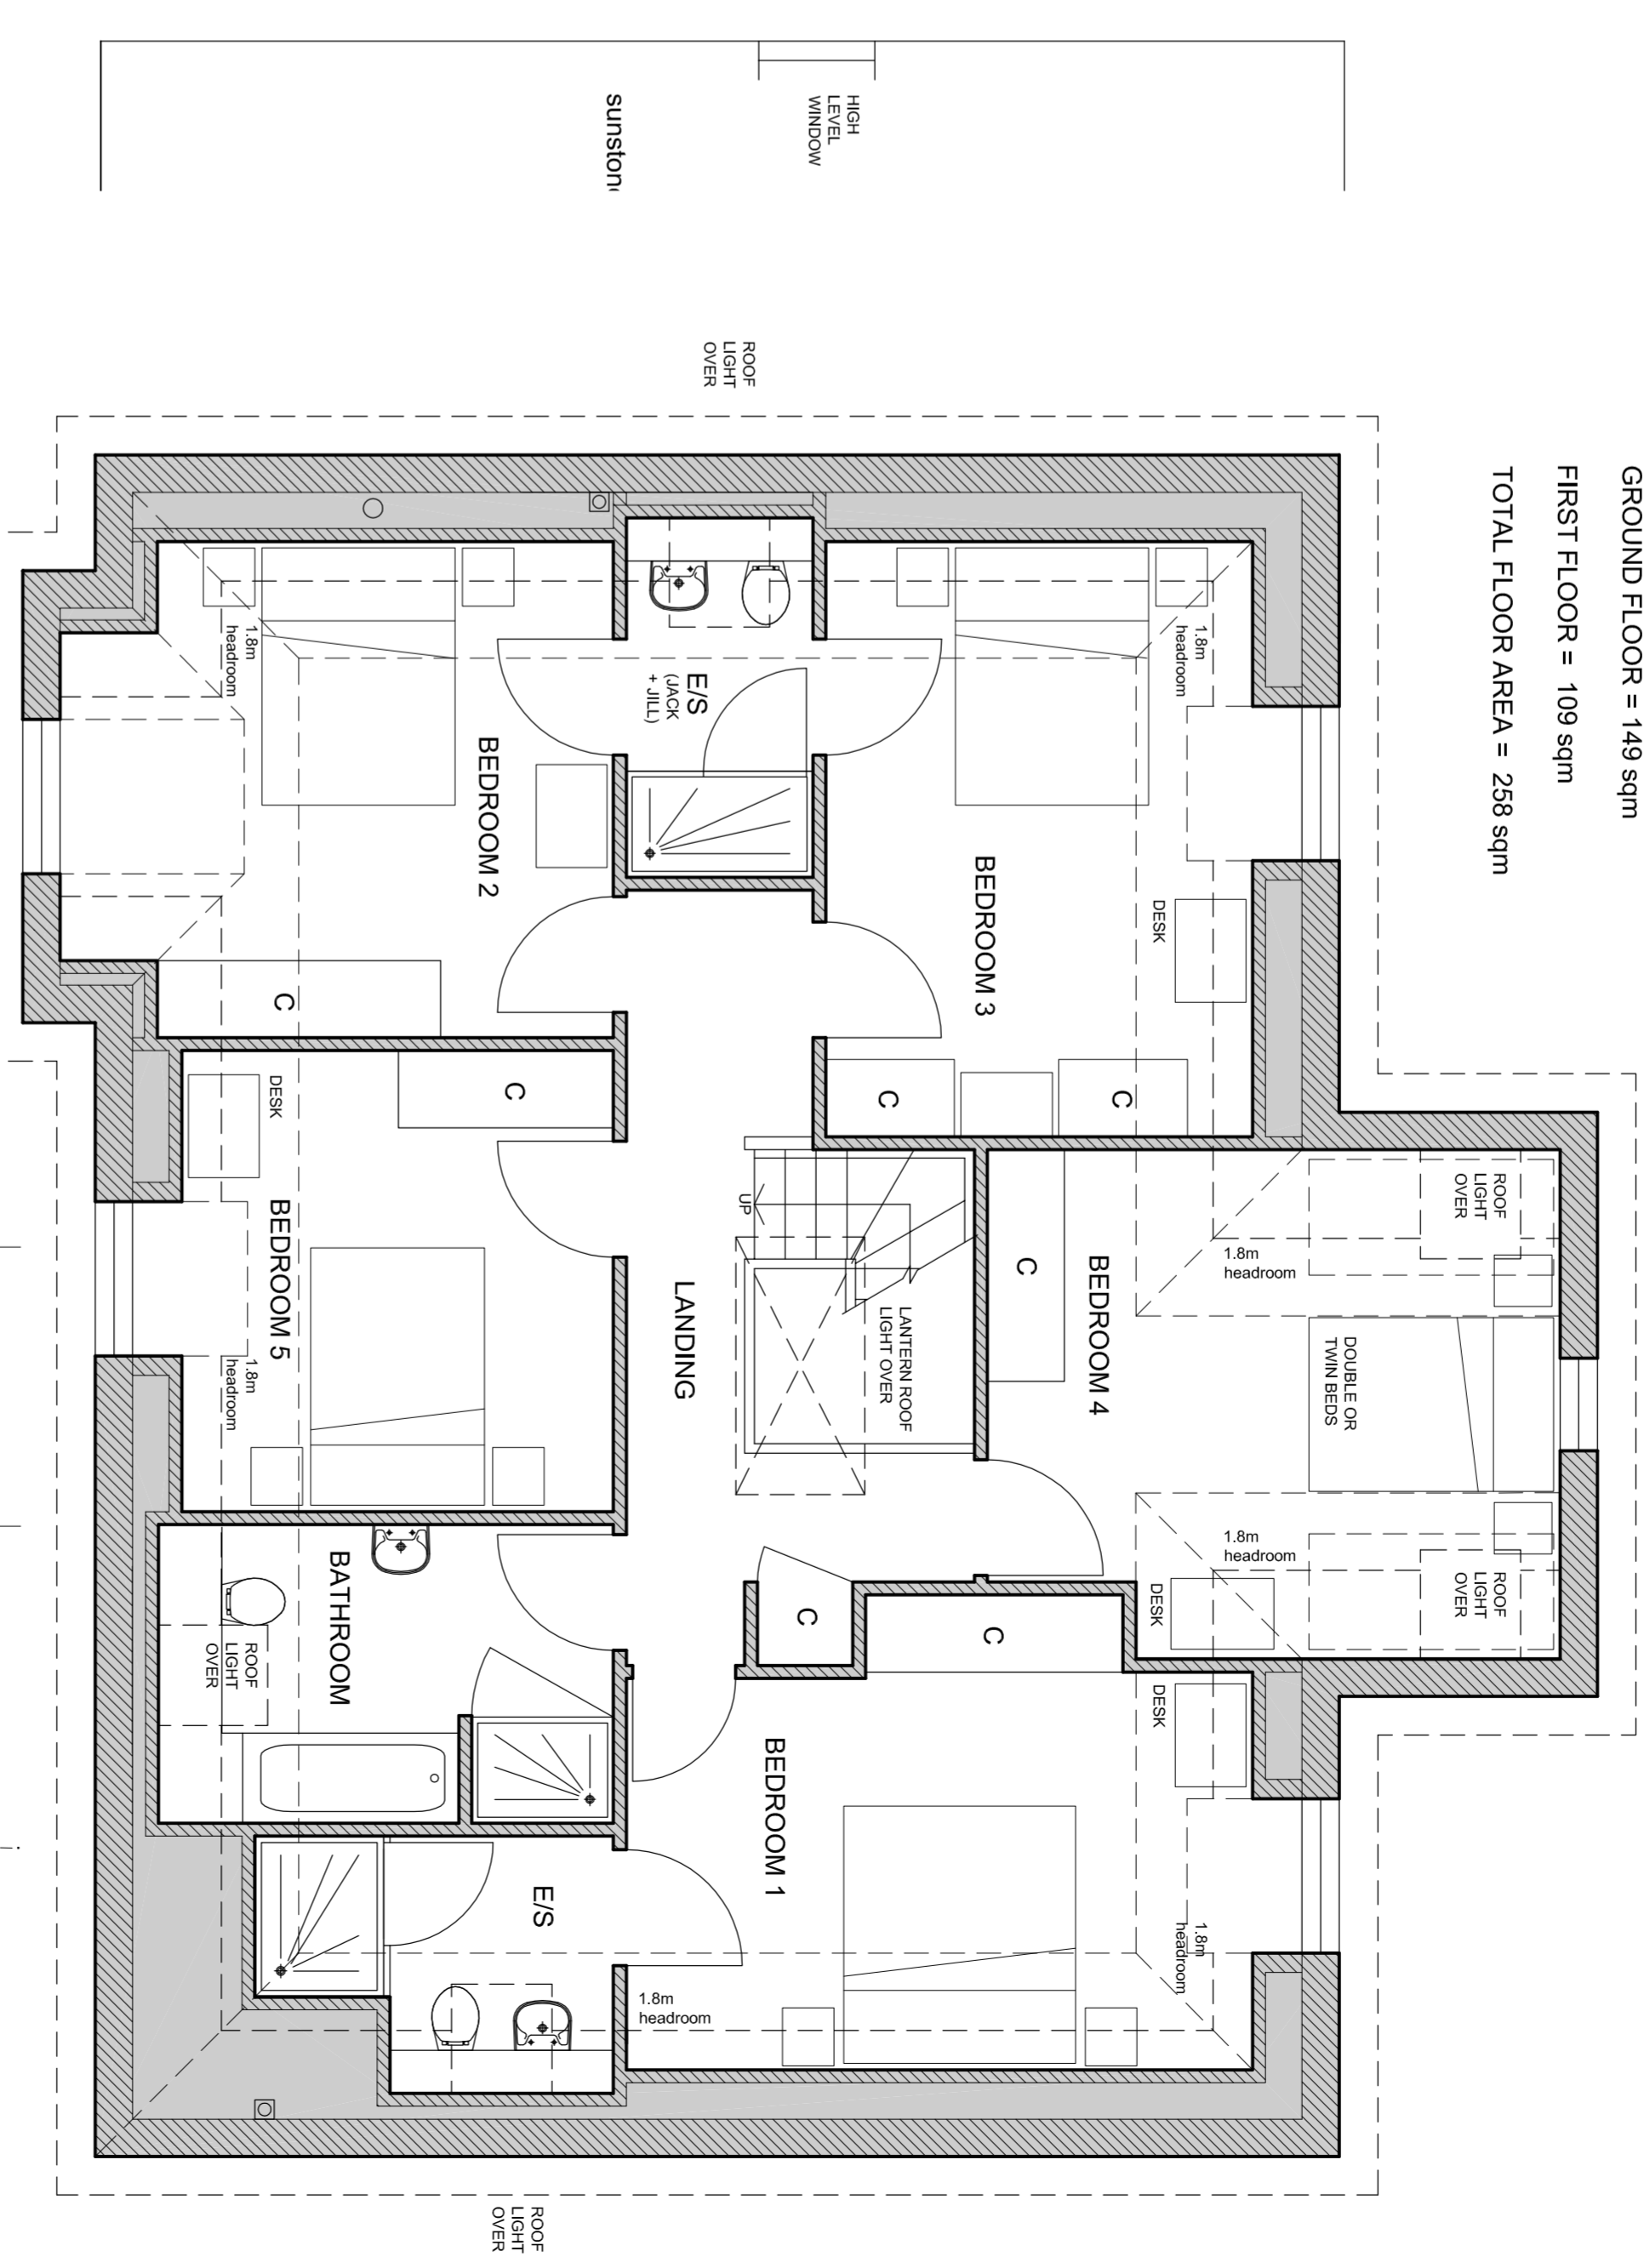 GROUND FLOOR = 149 sqm
FIRST FLOOR = 109 sqm
TOTAL FLOOR AREA = 258 sqm
HIGH
LEVEL
WINDOW
sunston
ROOF
LIGHT
OVER
1.8m
headroom
DESK
BEDROOM 3
C
C
E/S
(JACK
+ JILL)
BEDROOM 2
1.8m
headroom
C
ROOF
LIGHT
OVER
1.8m
headroom
DOUBLE OR
TWIN BEDS
BEDROOM 4
C
1.8m
headroom
ROOF
LIGHT
OVER
DESK
UP
LANTERN ROOF
LIGHT OVER
LANDING
C
DESK
BEDROOM 5
1.8m
headroom
C
C
DESK
BEDROOM 1
1.8m
headroom
1.8m
headroom
BATHROOM
ROOF
LIGHT
OVER
E/S
ROOF
LIGHT
OVER